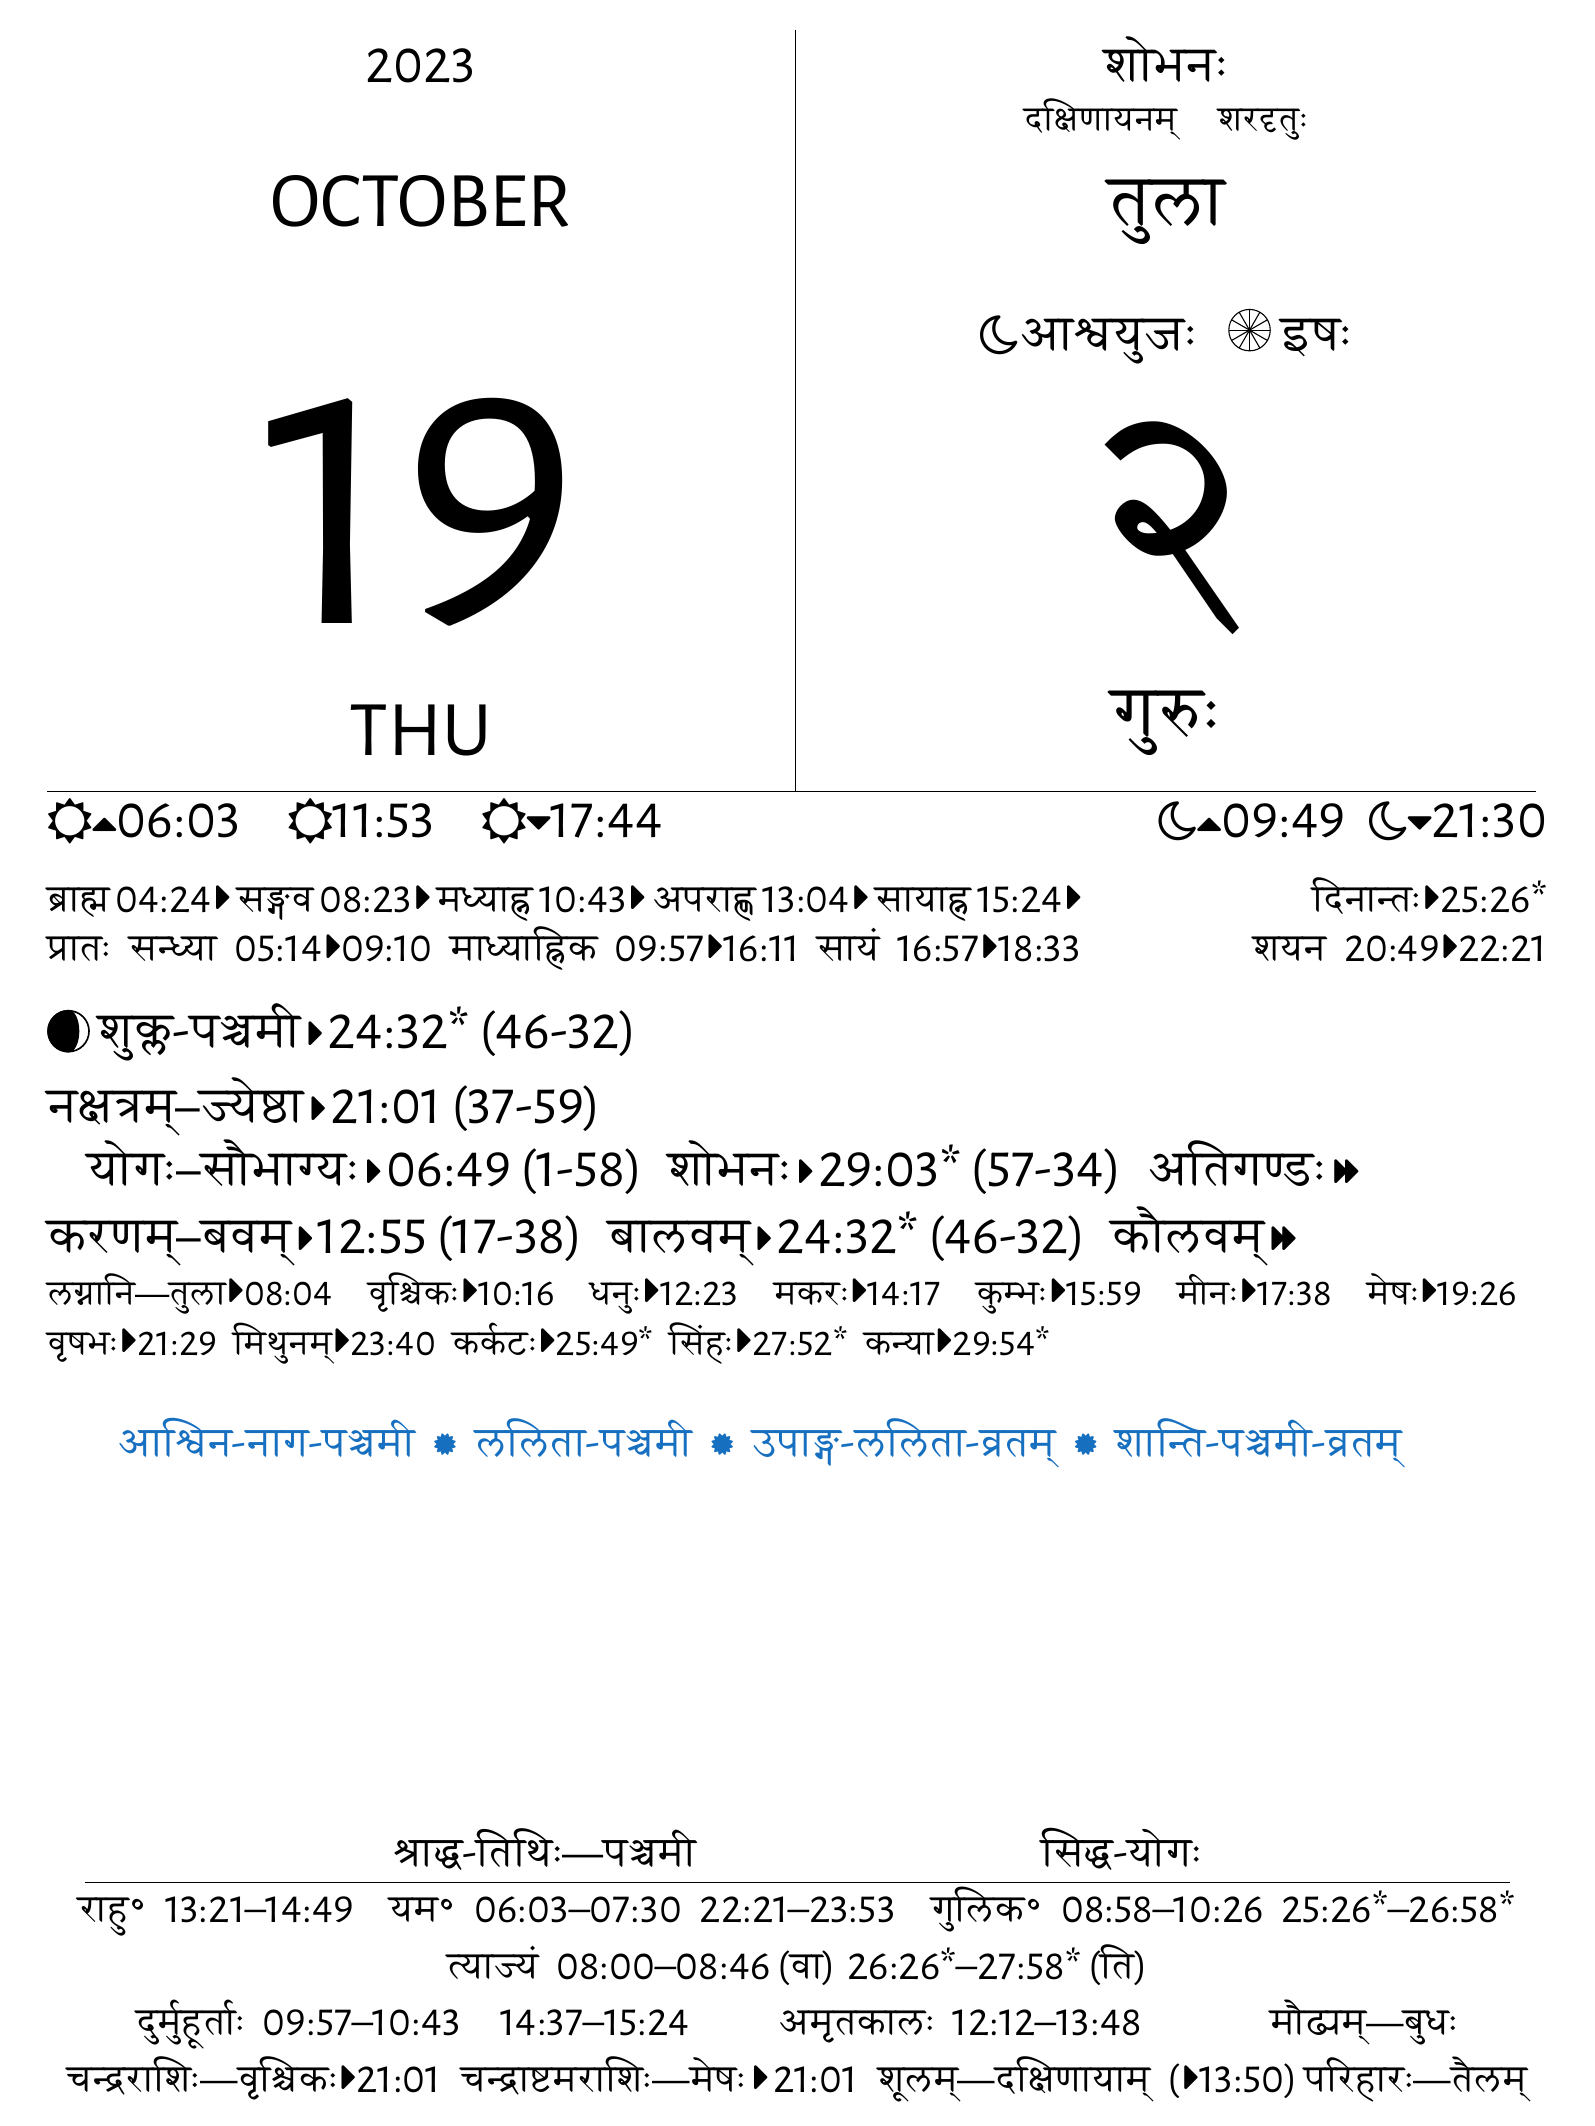 2023
OCTOBER
19
THU
शोभनः
दक्षिणायनम् शरदृतुः
तुला
आश्वयुजः इषः
२
गुरुः
06:03 11:53 17:44 09:49 21:30
ब्राह्म 04:24 सङ्गव 08:23 मध्याह्न 10:43 अपराह्ण 13:04 सायाह्न 15:24 दिनान्तः 25:26*
प्रातः सन्ध्या 05:14 09:10 माध्याह्निक 09:57 16:11 सायं 16:57 18:33 शयन 20:49 22:21
शुक्ल-पञ्चमी 24:32* (46-32)
नक्षत्रम्–ज्येष्ठा 21:01 (37-59)
योगः–सौभाग्यः 06:49 (1-58) शोभनः 29:03* (57-34) अतिगण्डः
करणम्–बवम् 12:55 (17-38) बालवम् 24:32* (46-32) कौलवम्
लग्नानि—तुला 08:04 वृश्चिकः 10:16 धनुः 12:23 मकरः 14:17 कुम्भः 15:59 मीनः 17:38 मेषः 19:26
वृषभः 21:29 मिथुनम् 23:40 कर्कटः 25:49* सिंहः 27:52* कन्या 29:54*
आश्विन-नाग-पञ्चमी ललिता-पञ्चमी उपाङ्ग-ललिता-व्रतम् शान्ति-पञ्चमी-व्रतम्
श्राद्ध-तिथिः—पञ्चमी सिद्ध-योगः
राहु° 13:21–14:49 यम° 06:03–07:30 22:21–23:53 गुलिक° 08:58–10:26 25:26*–26:58*
त्याज्यं 08:00–08:46 (वा) 26:26*–27:58* (ति)
दुर्मुहूर्ताः 09:57–10:43 14:37–15:24 अमृतकालः 12:12–13:48 मौढ्यम्—बुधः
चन्द्रराशिः—वृश्चिकः 21:01 चन्द्राष्टमराशिः—मेषः 21:01 शूलम्—दक्षिणायाम् (13:50) परिहारः—तैलम्